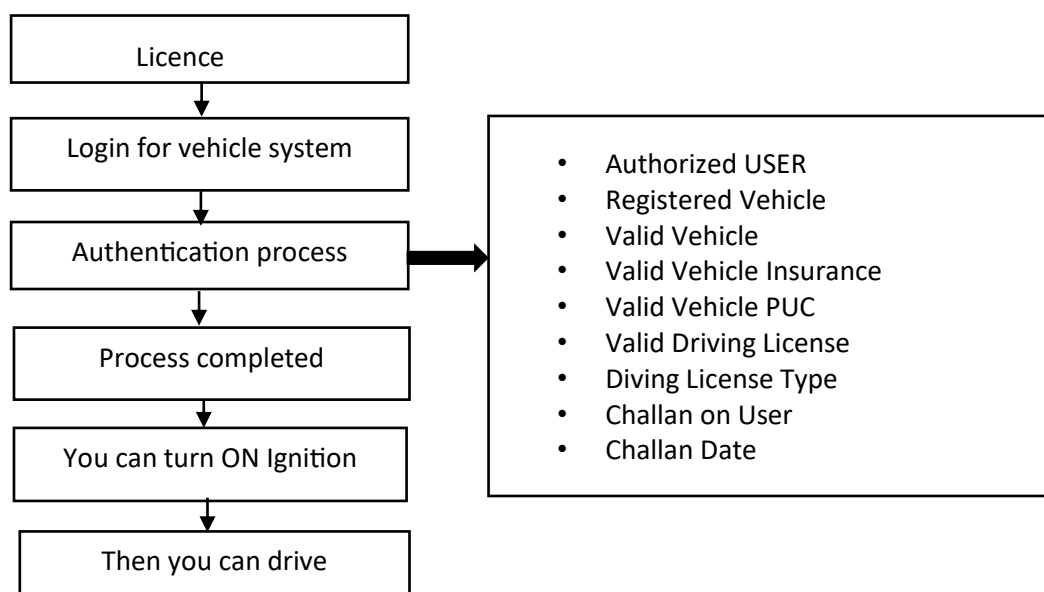 Licence
Login for vehicle system
Authentication process
Process completed
You can turn ON Ignition
Then you can drive
• Authorized USER
• Registered Vehicle
• Valid Vehicle
• Valid Vehicle Insurance
• Valid Vehicle PUC
• Valid Driving License
• Diving License Type
• Challan on User
• Challan Date